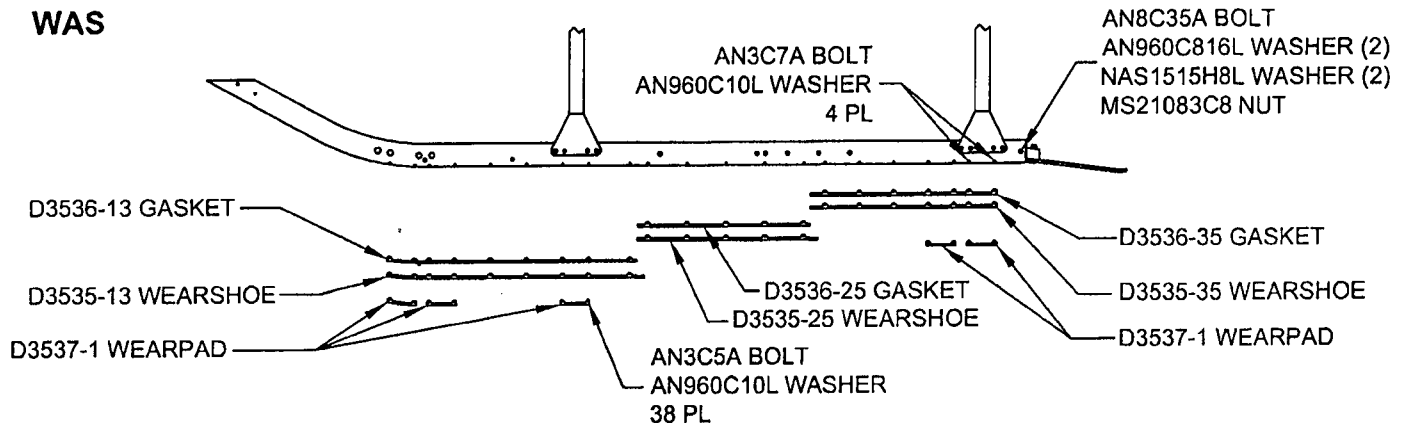 WAS
AN3C7A BOLT
AN960C10L WASHER
4 PL
AN8C35A BOLT
AN960C816L WASHER (2)
NAS1515H8L WASHER (2)
MS21083C8 NUT
D3536-13 GASKET
D3535-13 WEARSHOE
D3537-1 WEARPAD
D3536-25 GASKET
D3535-25 WEARSHOE
AN3C5A BOLT
AN960C10L WASHER
38 PL
D3536-35 GASKET
D3535-35 WEARSHOE
D3537-1 WEARPAD